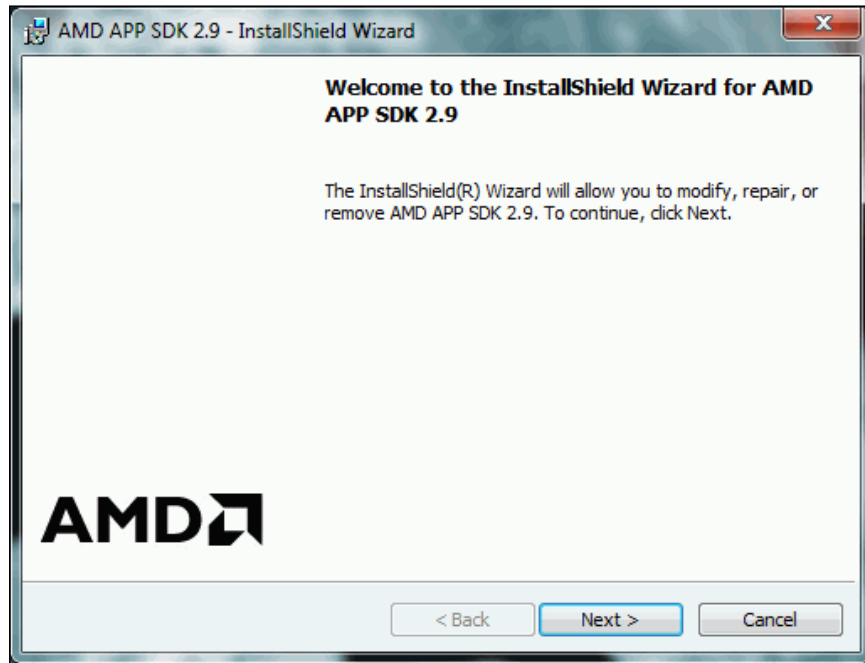 AMD APP SDK 2.9 - InstallShield Wizard
X
Welcome to the InstallShield Wizard for AMD
APP SDK 2.9
The InstallShield(R) Wizard will allow you to modify, repair, or
remove AMD APP SDK 2.9. To continue, click Next.
AMD
< Back Next > Cancel